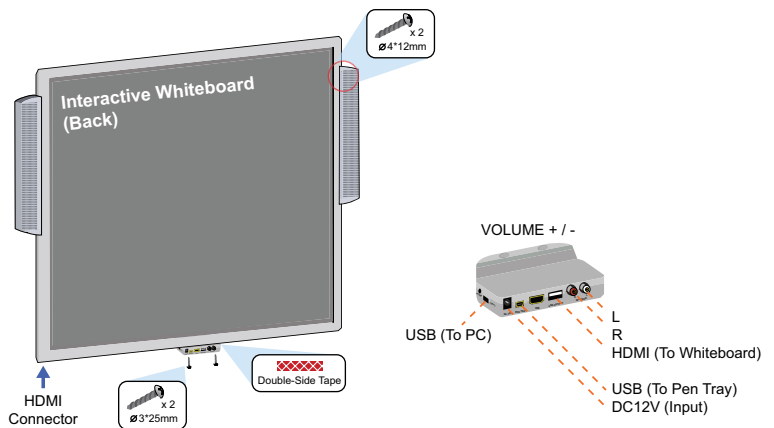 x 2
ø4*12mm
Interactive Whiteboard
(Back)
VOLUME + / -
USB (To PC)
L
R
HDMI (To Whiteboard)
USB (To Pen Tray)
DC12V (Input)
Double-Side Tape
x 2
ø3*25mm
HDMI
Connector